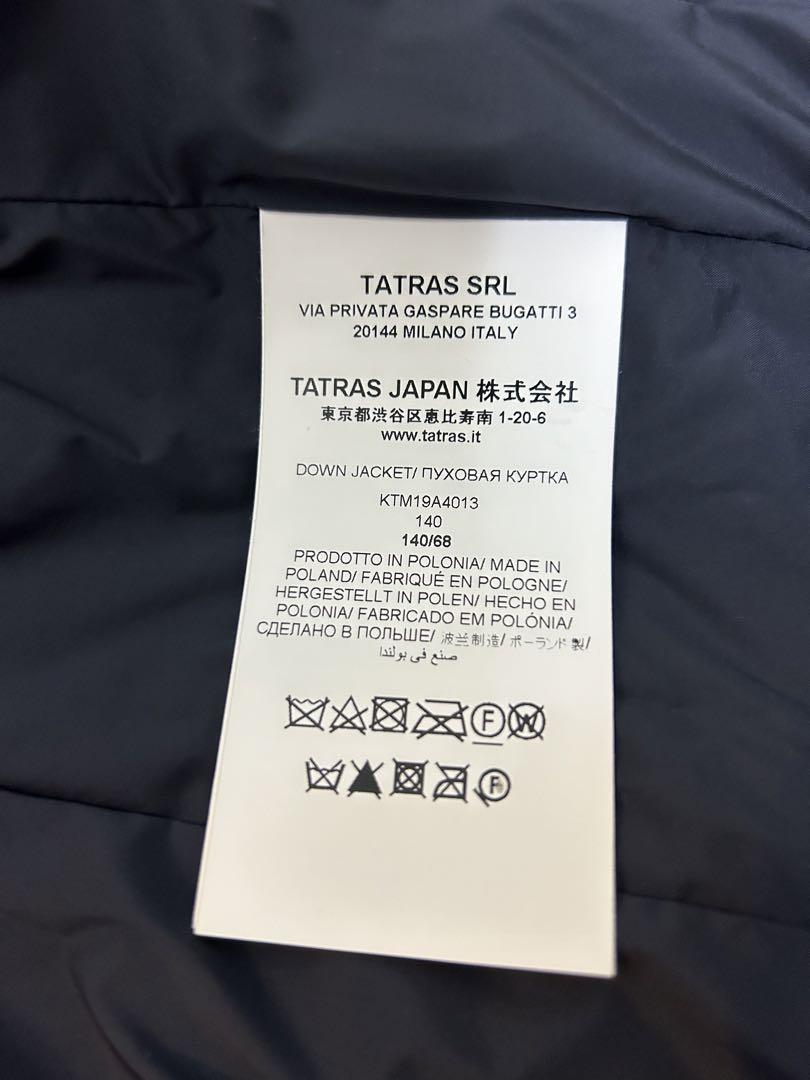 TATRAS SRL
VIA PRIVATA GASPARE BUGATTI 3
20144 MILANO ITALY
TATRAS JAPAN 株式会社
東京都渋谷区恵比寿南 1-20-6
www.tatras.it
DOWN JACKET/ ПУХОВАЯ КУРТКА
KTM19A4013
140
140/68
PRODOTTO IN POLONIA/ MADE IN
POLAND/ FABRIQUÉ EN POLOGNE/
HERGESTELLT IN POLEN/ HECHO EN
POLONIA/ FABRICADO EM POLÓNIA/
СДЕЛАНО В ПОЛЬШЕ/ 波兰制造/ ポーランド製/
صنع في بولندا
F W
F